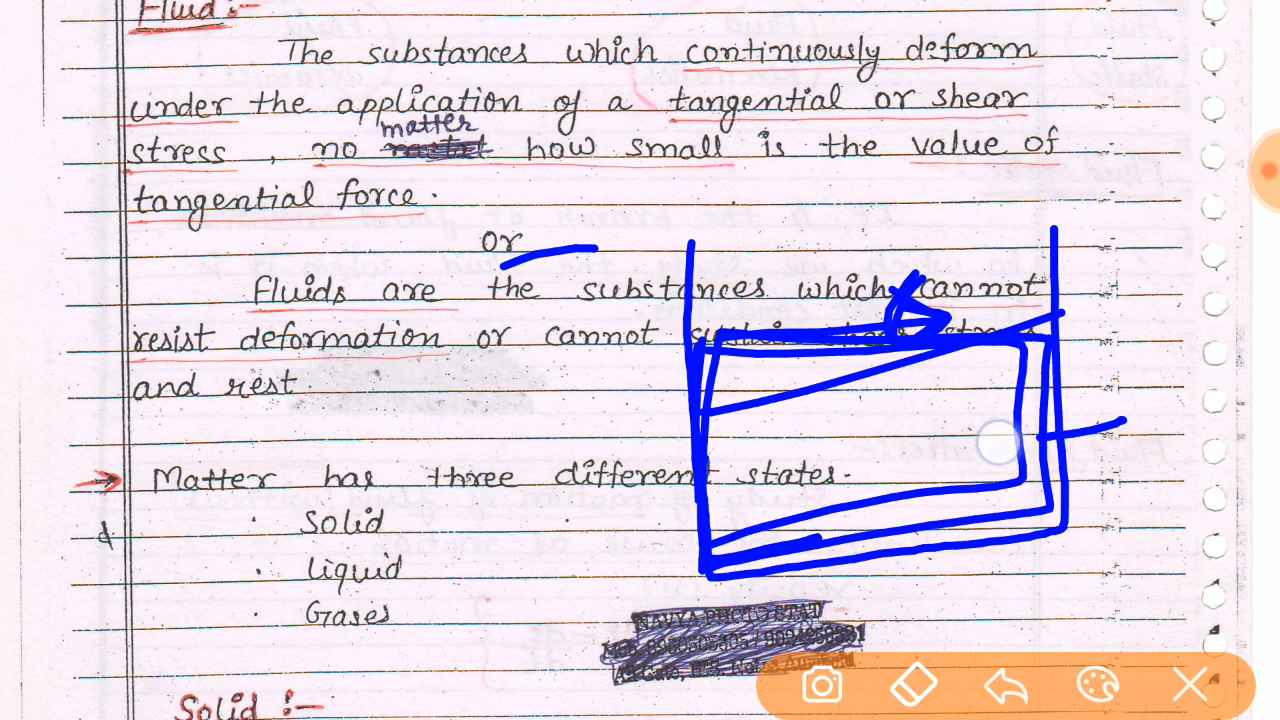 Fluid :-
The substances which continuously deform
under the application of a tangential or shear
stress , no matter how small is the value of
tangential force.
or
Fluids are the substances which cannot
resist deformation or cannot
and rest.
→ Matter has three different states.
· Solid
· liquid
· Gases
Solid :-